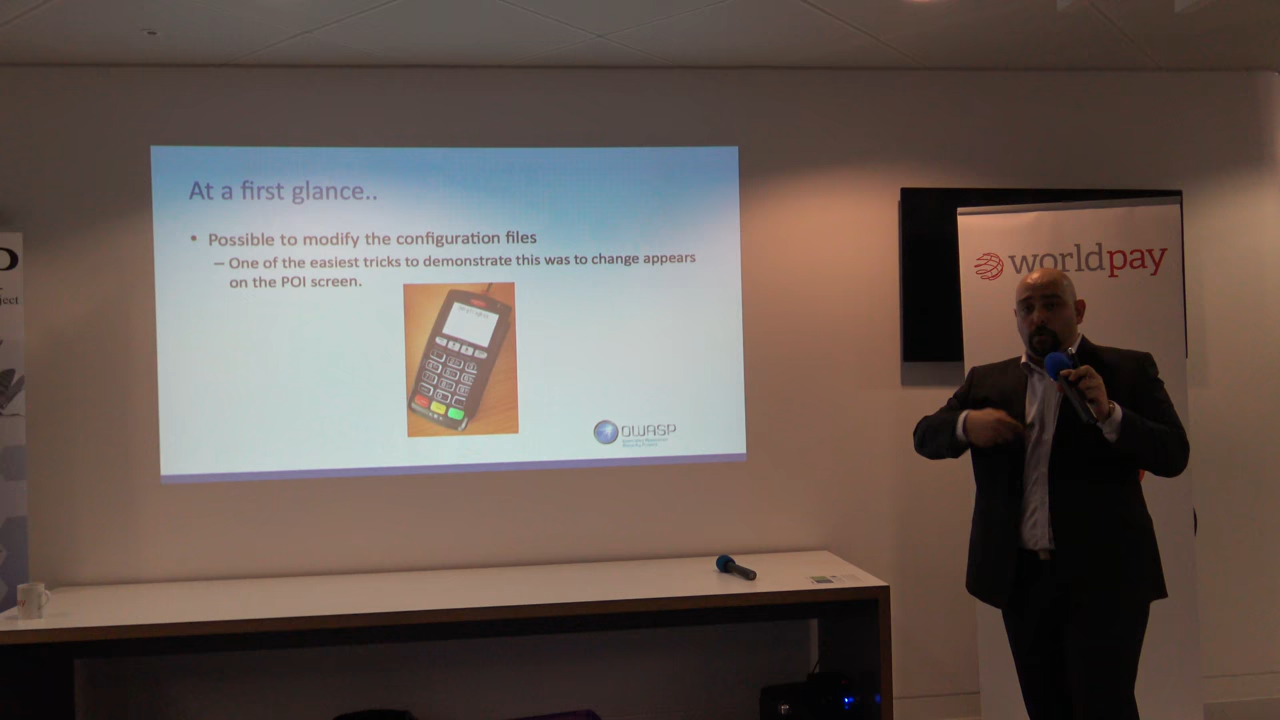 At a first glance..
• Possible to modify the configuration files
– One of the easiest tricks to demonstrate this was to change appears
on the POI screen.
OWASP
worldpay
ject